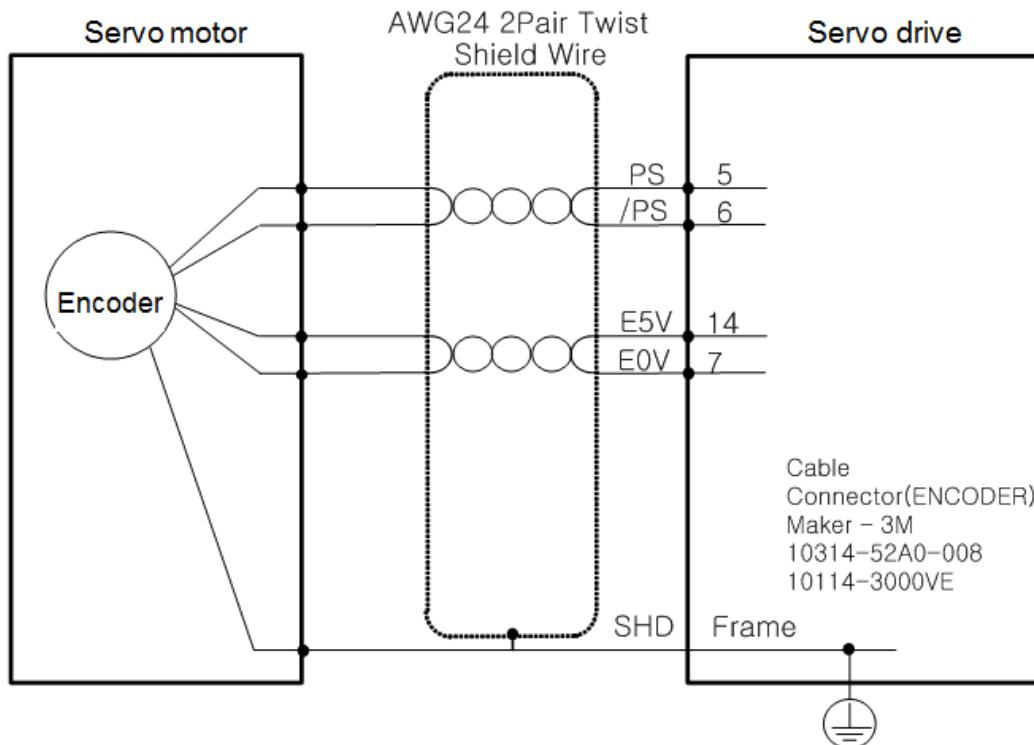 Servo motor
AWG24 2Pair Twist
Shield Wire
Servo drive
PS 5
/PS 6
Encoder
E5V 14
E0V 7
Cable
Connector(ENCODER)
Maker - 3M
10314-52A0-008
10114-3000VE
SHD Frame